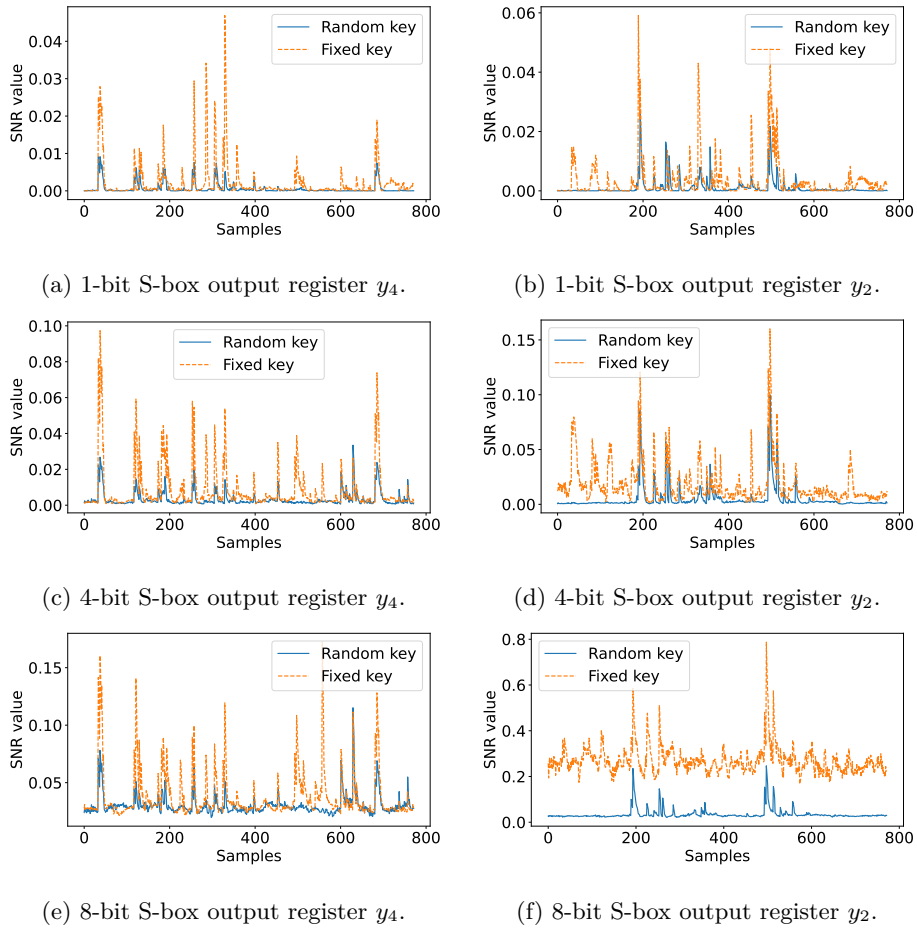 0.04
0.03
0.02
0.01
0.00
SNR value
Random key
Fixed key
0 200 400 600 800
Samples
(a) 1-bit S-box output register y₄.
0.06
0.04
0.02
0.00
SNR value
Random key
Fixed key
0 200 400 600 800
Samples
(b) 1-bit S-box output register y₂.
0.10
0.08
0.06
0.04
0.02
0.00
SNR value
Random key
Fixed key
0 200 400 600 800
Samples
(c) 4-bit S-box output register y₄.
0.15
0.10
0.05
0.00
SNR value
Random key
Fixed key
0 200 400 600 800
Samples
(d) 4-bit S-box output register y₂.
0.15
0.10
0.05
SNR value
Random key
Fixed key
0 200 400 600 800
Samples
(e) 8-bit S-box output register y₄.
0.8
0.6
0.4
0.2
0.0
SNR value
Random key
Fixed key
0 200 400 600 800
Samples
(f) 8-bit S-box output register y₂.